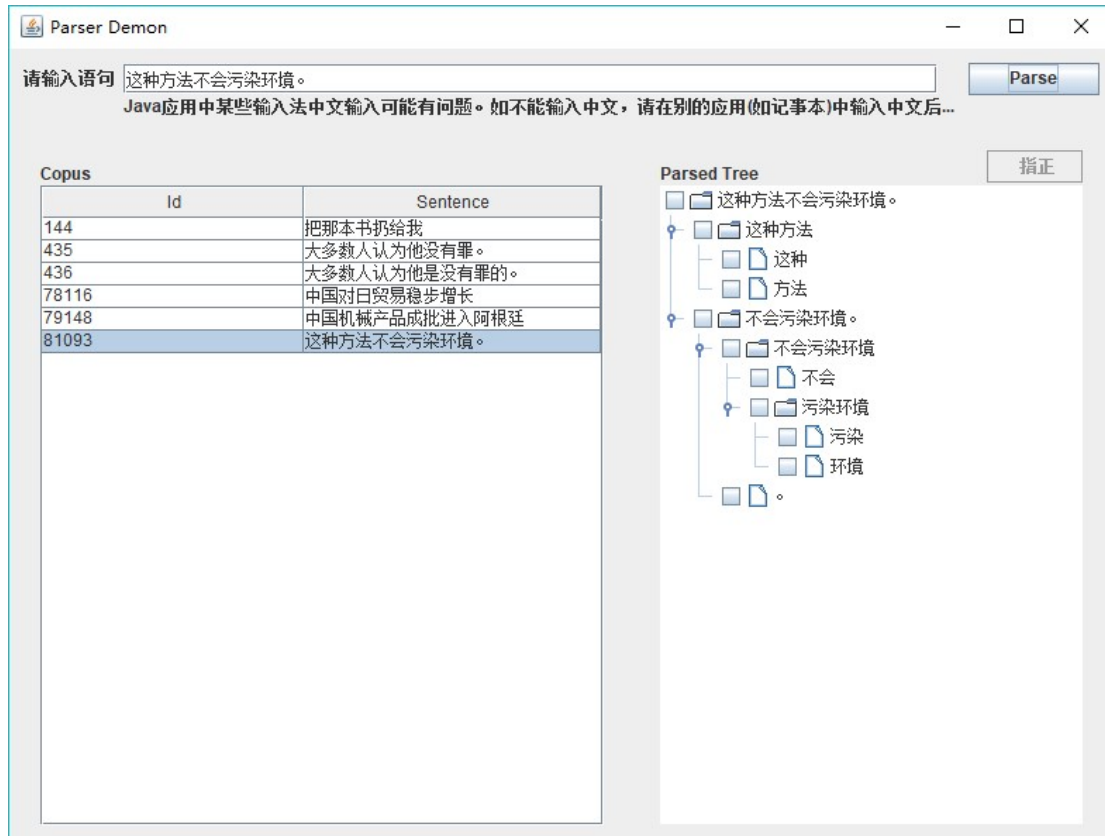 Parser Demon
请输入语句 这种方法不会污染环境。 Parse
Java应用中某些输入法中文输入可能有问题。如不能输入中文，请在别的应用(如记事本)中输入中文后...
指正
Copus
Id Sentence
144 把那本书扔给我
435 大多数人认为他没有罪。
436 大多数人认为他是没有罪的。
78116 中国对日贸易稳步增长
79148 中国机械产品成批进入阿根廷
81093 这种方法不会污染环境。
Parsed Tree
这种方法不会污染环境。
这种方法
这种
方法
不会污染环境。
不会污染环境
不会
污染环境
污染
环境
。